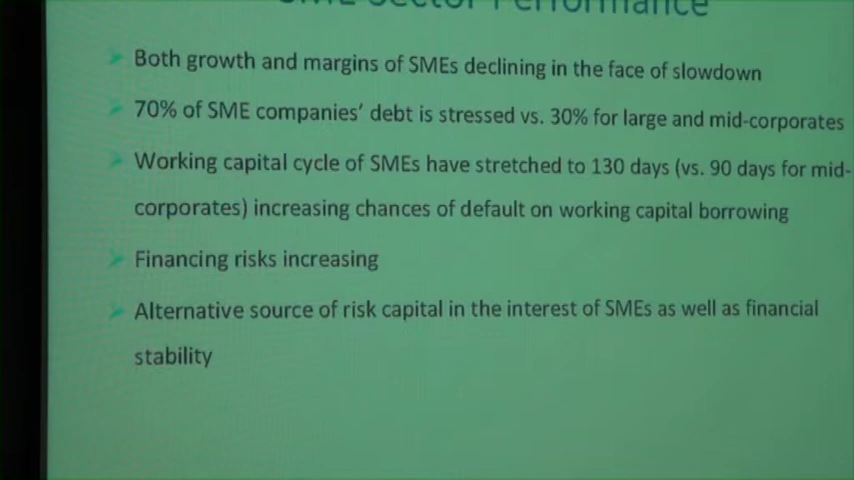 SME Sector Performance
Both growth and margins of SMEs declining in the face of slowdown
70% of SME companies' debt is stressed vs. 30% for large and mid-corporates
Working capital cycle of SMEs have stretched to 130 days (vs. 90 days for mid-
corporates) increasing chances of default on working capital borrowing
Financing risks increasing
Alternative source of risk capital in the interest of SMEs as well as financial
stability